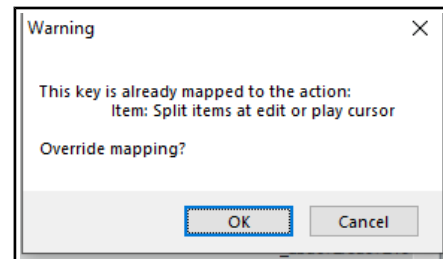 Warning
This key is already mapped to the action:
Item: Split items at edit or play cursor
Override mapping?
OK Cancel